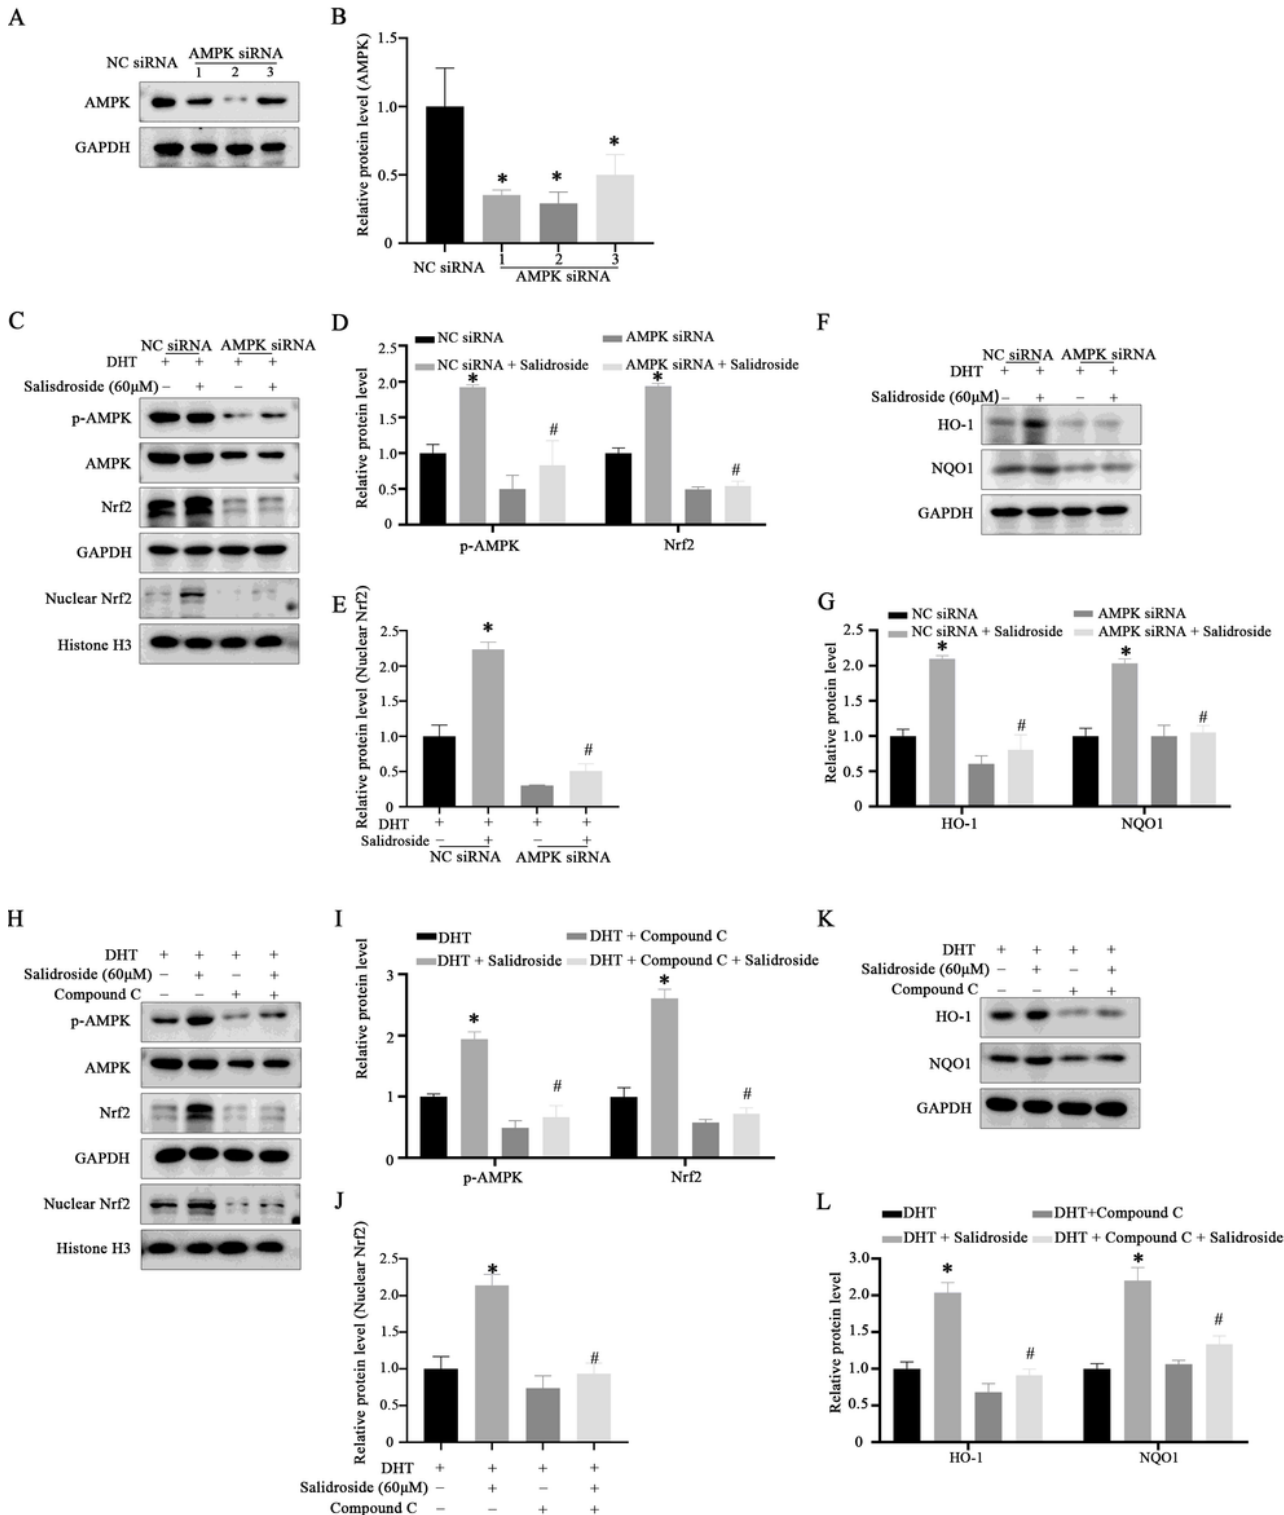 A
NC siRNA
AMPK siRNA
1 2 3
AMPK
GAPDH
B
Relative protein level (AMPK)
1.5
1.0
0.5
0
* * *
NC siRNA
1 2 3
AMPK siRNA
C
NC siRNA AMPK siRNA
DHT + + + +
Salisdroside (60μM) − + − +
p-AMPK
AMPK
Nrf2
GAPDH
Nuclear Nrf2
Histone H3
D
NC siRNA
AMPK siRNA
NC siRNA + Salidroside
AMPK siRNA + Salidroside
Relative protein level
2.5
2.0
1.5
1.0
0.5
0
* # * #
p-AMPK Nrf2
E
Relative protein level (Nuclear Nrf2)
2.5
2.0
1.5
1.0
0.5
0
* #
DHT + + + +
Salidroside − + − +
NC siRNA AMPK siRNA
F
NC siRNA AMPK siRNA
DHT + + + +
Salidroside (60μM) − + − +
HO-1
NQO1
GAPDH
G
NC siRNA
AMPK siRNA
NC siRNA + Salidroside
AMPK siRNA + Salidroside
Relative protein level
2.5
2.0
1.5
1.0
0.5
0
* # * #
HO-1 NQO1
H
DHT + + + +
Salidroside (60μM) − + − +
Compound C − − + +
p-AMPK
AMPK
Nrf2
GAPDH
Nuclear Nrf2
Histone H3
I
DHT
DHT + Compound C
DHT + Salidroside
DHT + Compound C + Salidroside
Relative protein level
3
2
1
0
* # * #
p-AMPK Nrf2
J
Relative protein level (Nuclear Nrf2)
2.5
2.0
1.5
1.0
0.5
0
* #
DHT + + + +
Salidroside (60μM) − + − +
Compound C − − + +
K
DHT + + + +
Salidroside (60μM) − + − +
Compound C − − + +
HO-1
NQO1
GAPDH
L
DHT
DHT+Compound C
DHT + Salidroside
DHT + Compound C + Salidroside
Relative protein level
3.0
2.0
1.5
1.0
0.5
0
* # * #
HO-1 NQO1